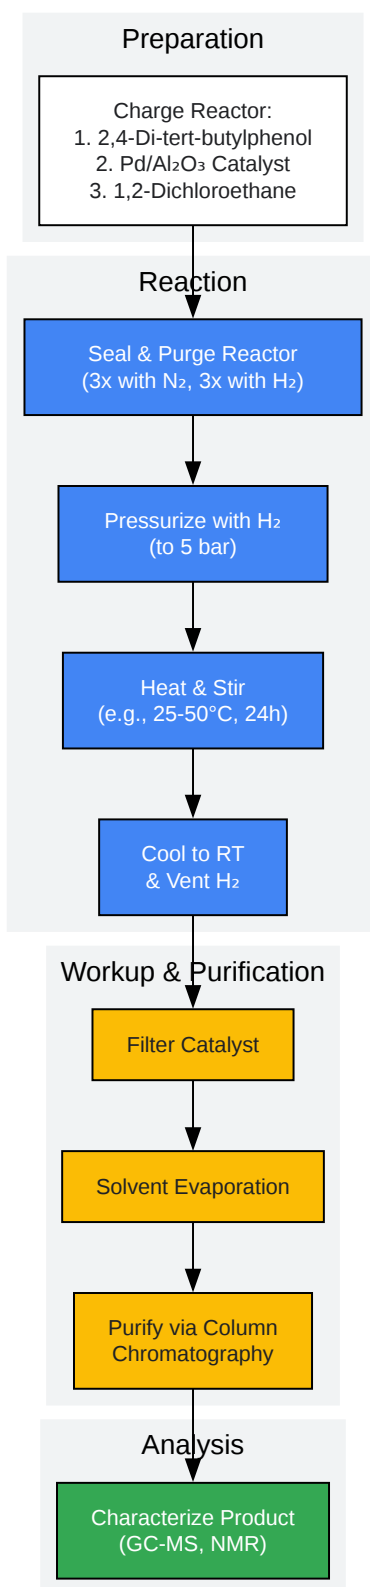 Preparation
Charge Reactor:
1. 2,4-Di-tert-butylphenol
2. Pd/Al₂O₃ Catalyst
3. 1,2-Dichloroethane
Reaction
Seal & Purge Reactor
(3x with N₂, 3x with H₂)
Pressurize with H₂
(to 5 bar)
Heat & Stir
(e.g., 25-50°C, 24h)
Cool to RT
& Vent H₂
Workup & Purification
Filter Catalyst
Solvent Evaporation
Purify via Column
Chromatography
Analysis
Characterize Product
(GC-MS, NMR)